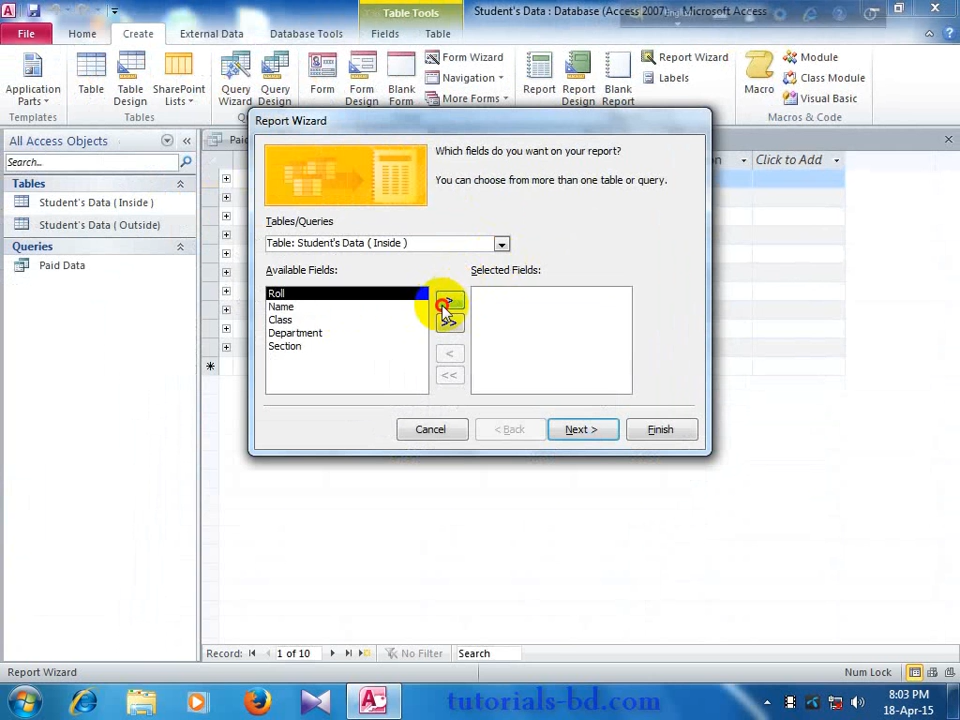 Table Tools
Student's Data : Database (Access 2007) - Microsoft Access
File Home Create External Data Database Tools Fields Table
Form Wizard Report Wizard Module
Navigation Labels Class Module
More Forms Visual Basic
Application Parts Table Table Design SharePoint Lists Query Wizard Query Design Form Form Design Blank Form Report Report Design Blank Report Macro
Templates Tables Macros & Code
All Access Objects
Search...
Tables
Student's Data ( Inside )
Student's Data ( Outside)
Queries
Paid Data
Click to Add
Report Wizard
Which fields do you want on your report?
You can choose from more than one table or query.
Tables/Queries
Table: Student's Data ( Inside )
Available Fields: Selected Fields:
Roll
Name
Class
Department
Section
>
>>
<
<<
Cancel < Back Next > Finish
Record: 1 of 10 No Filter Search
Report Wizard Num Lock
tutorials-bd.com
8:03 PM
18-Apr-15